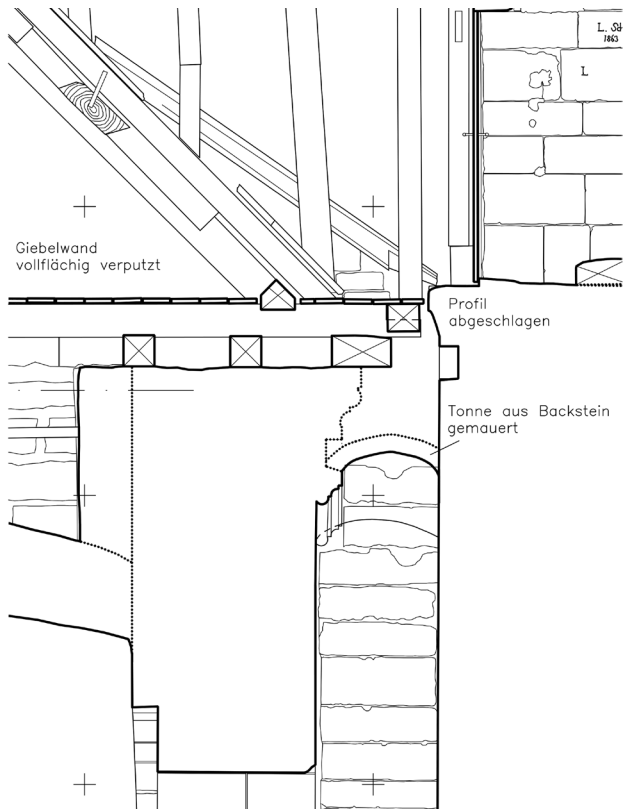 L. St
1863
L
Giebelwand
vollflächig verputzt
Profil
abgeschlagen
Tonne aus Backstein
gemauert